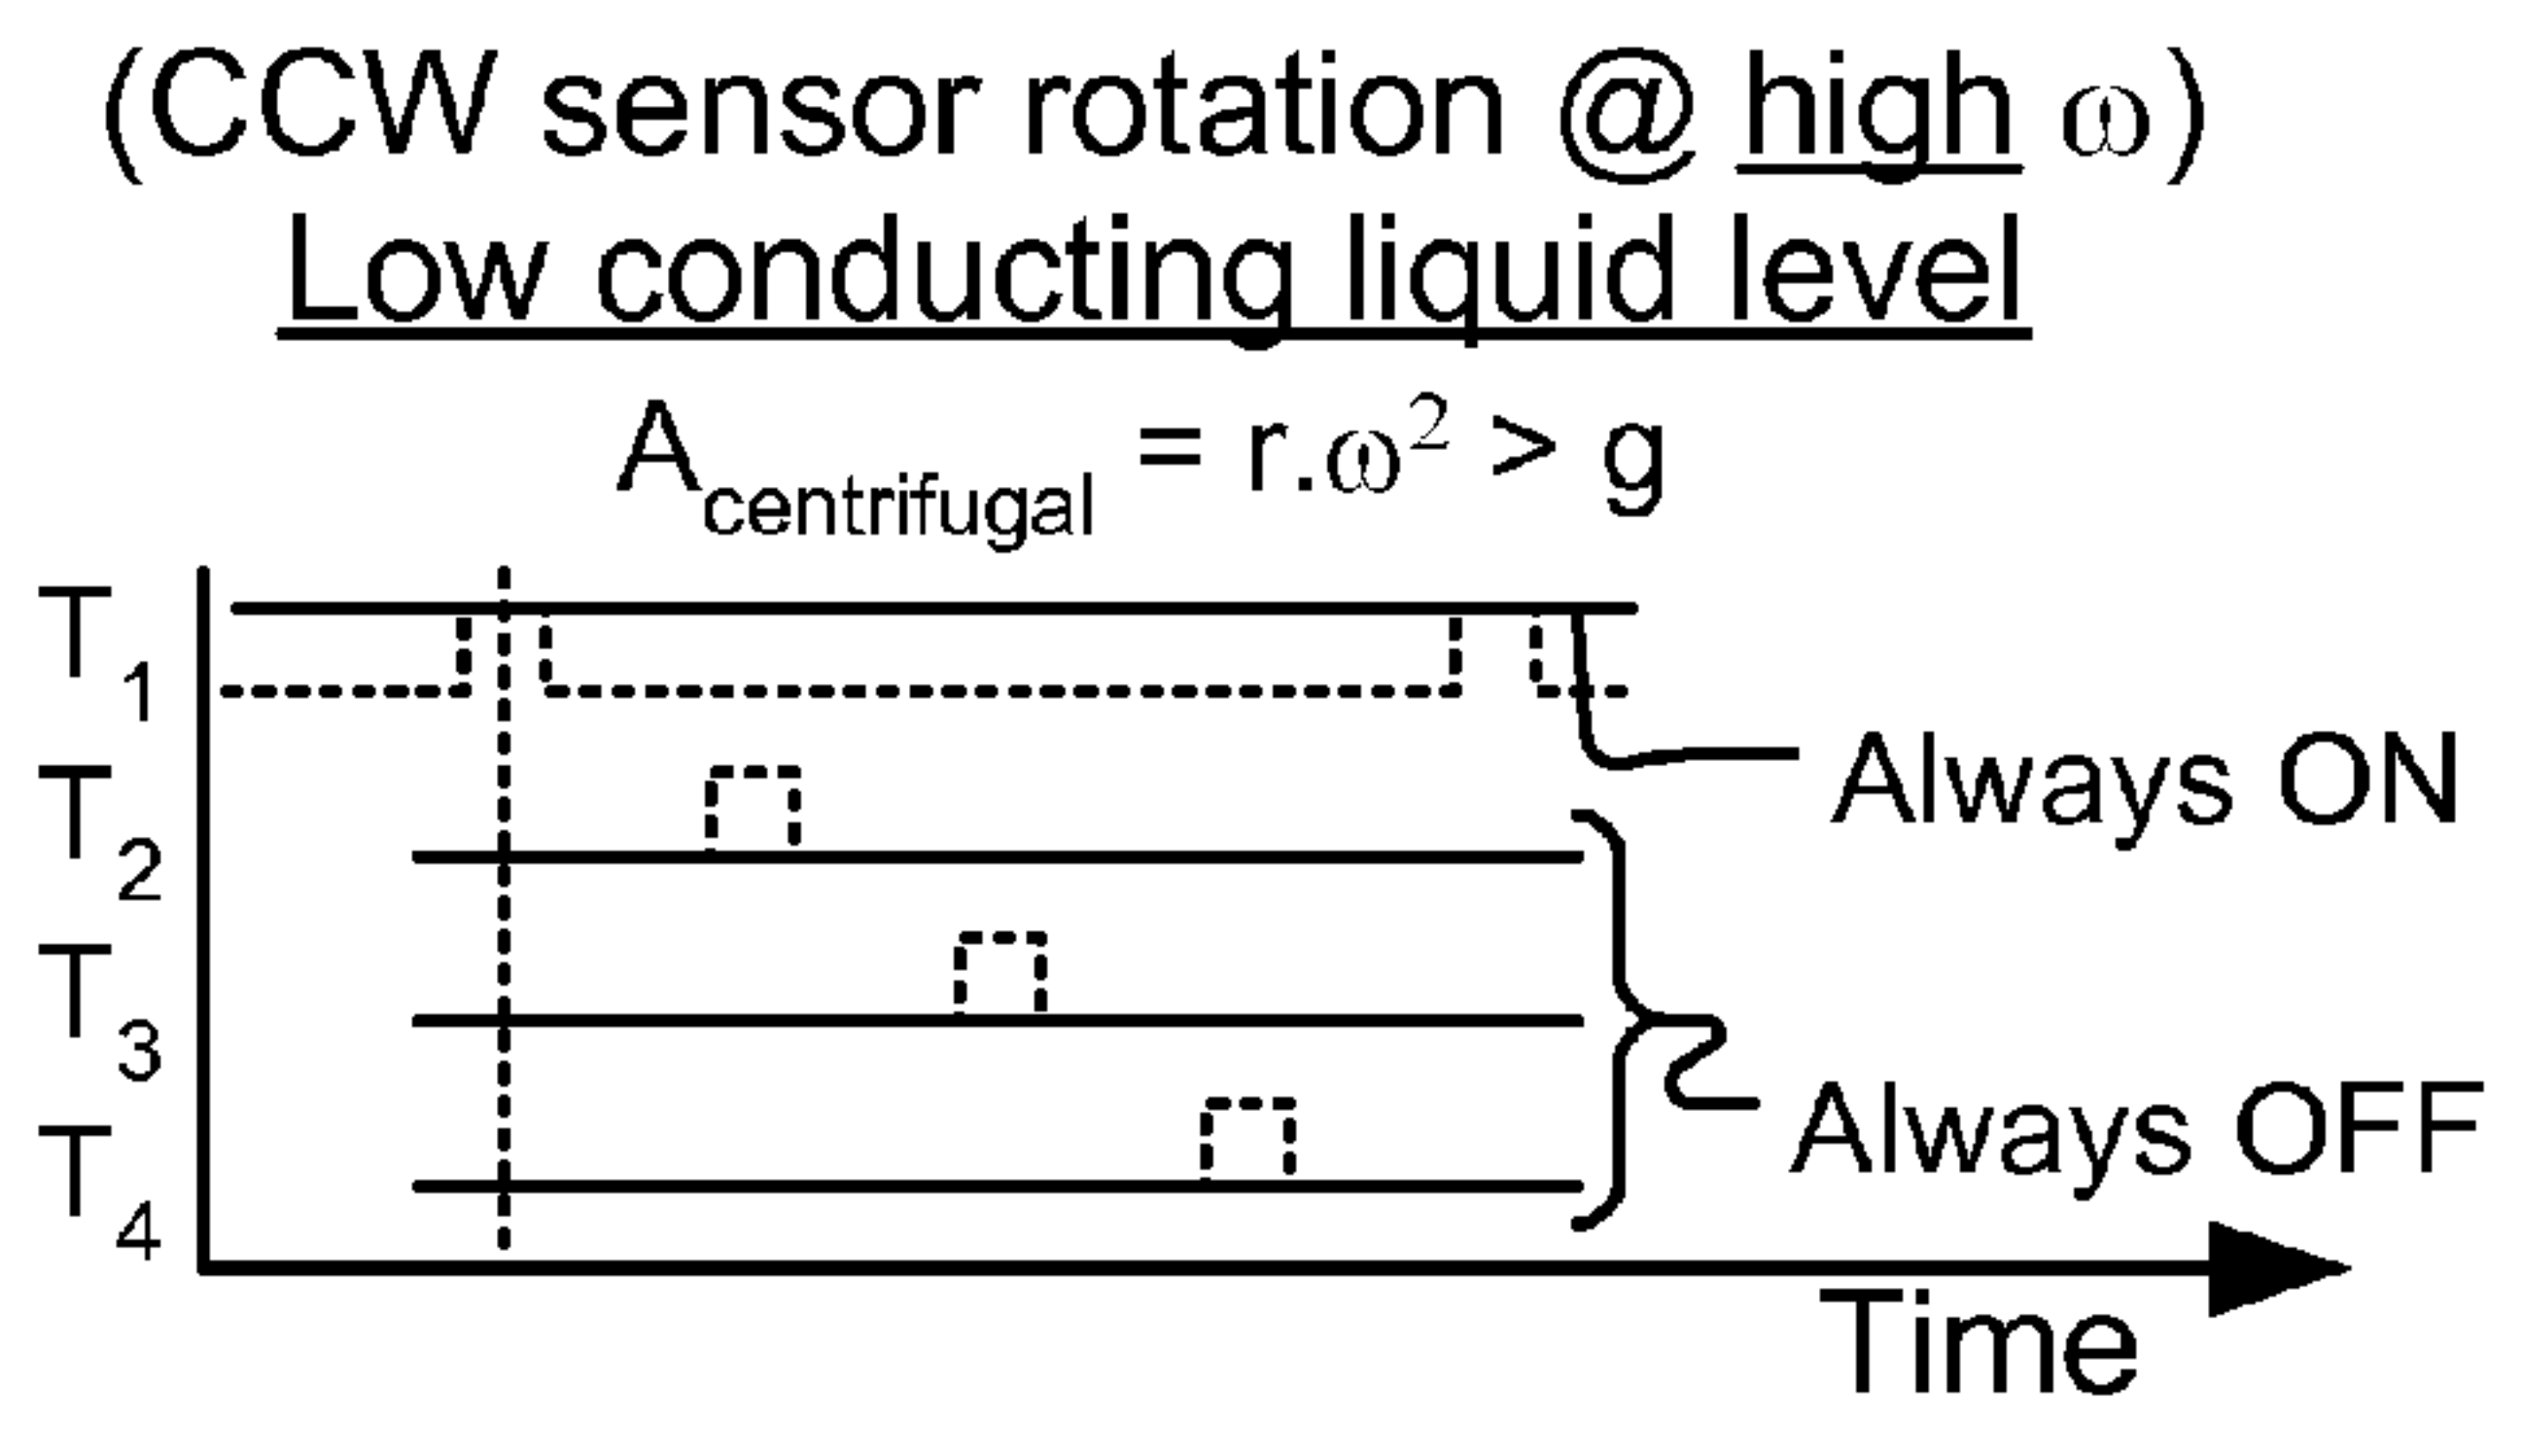 (CCW sensor rotation @ high ω)
Low conducting liquid level
Acentrifugal = r.ω² > g
T1
Always ON
T2
T3
Always OFF
T4
Time